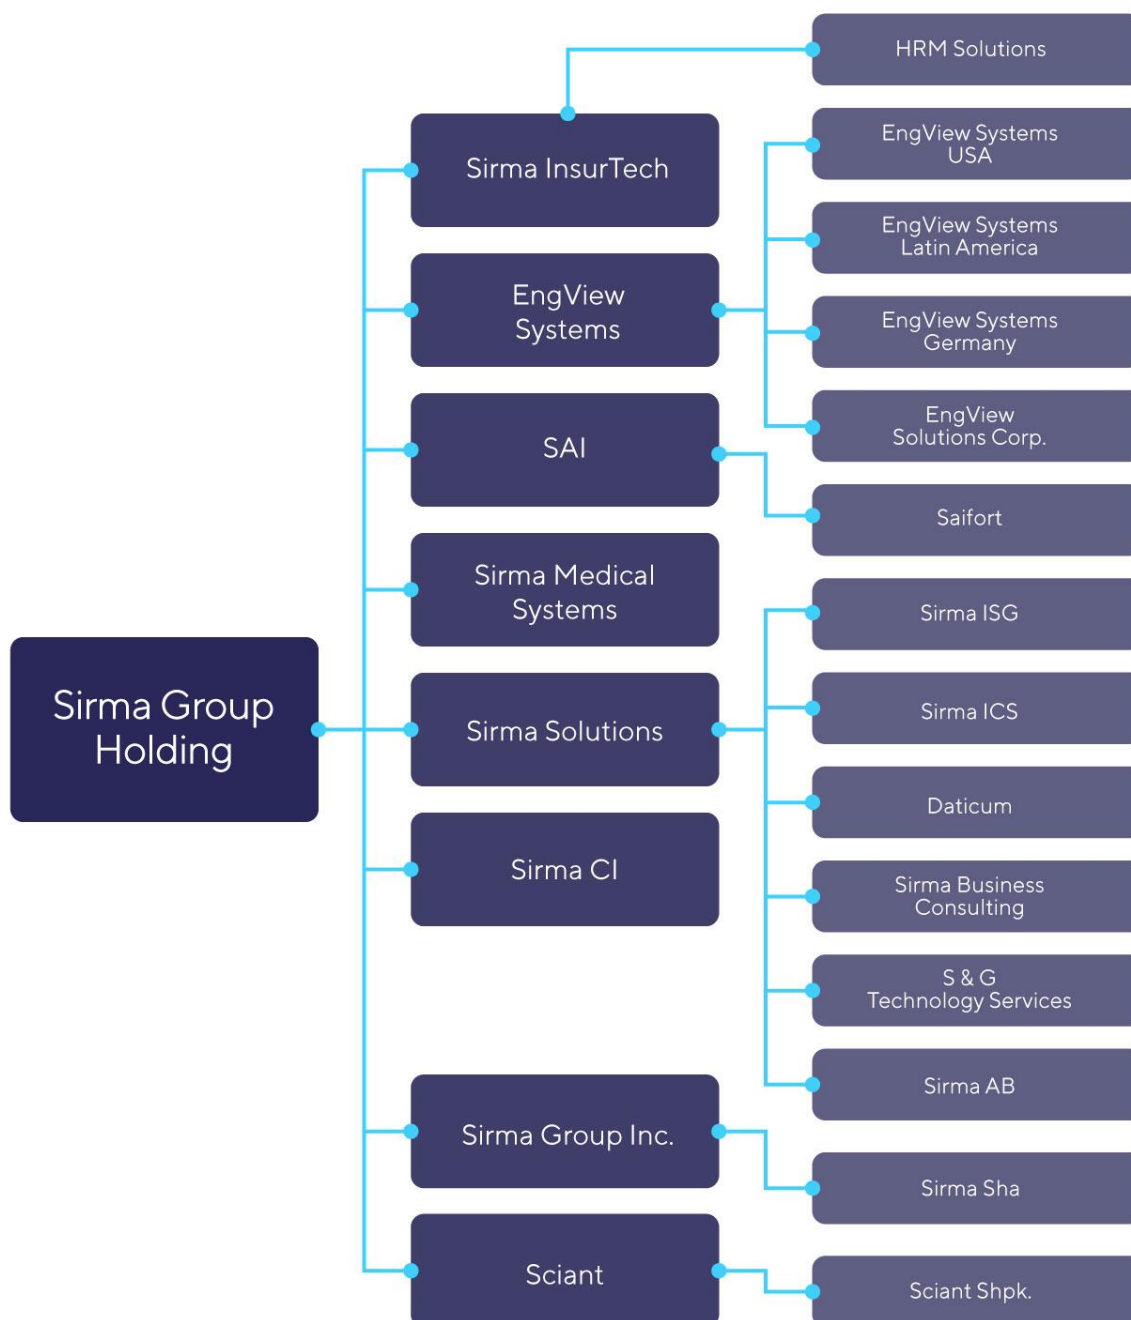 HRM Solutions
Sirma InsurTech
EngView Systems
USA
EngView Systems
Latin America
EngView
Systems
EngView Systems
Germany
EngView
Solutions Corp.
SAI
Saifort
Sirma Medical
Systems
Sirma ISG
Sirma Group
Holding
Sirma Solutions
Sirma ICS
Daticum
Sirma CI
Sirma Business
Consulting
S & G
Technology Services
Sirma AB
Sirma Group Inc.
Sirma Sha
Sciant
Sciant Shpk.